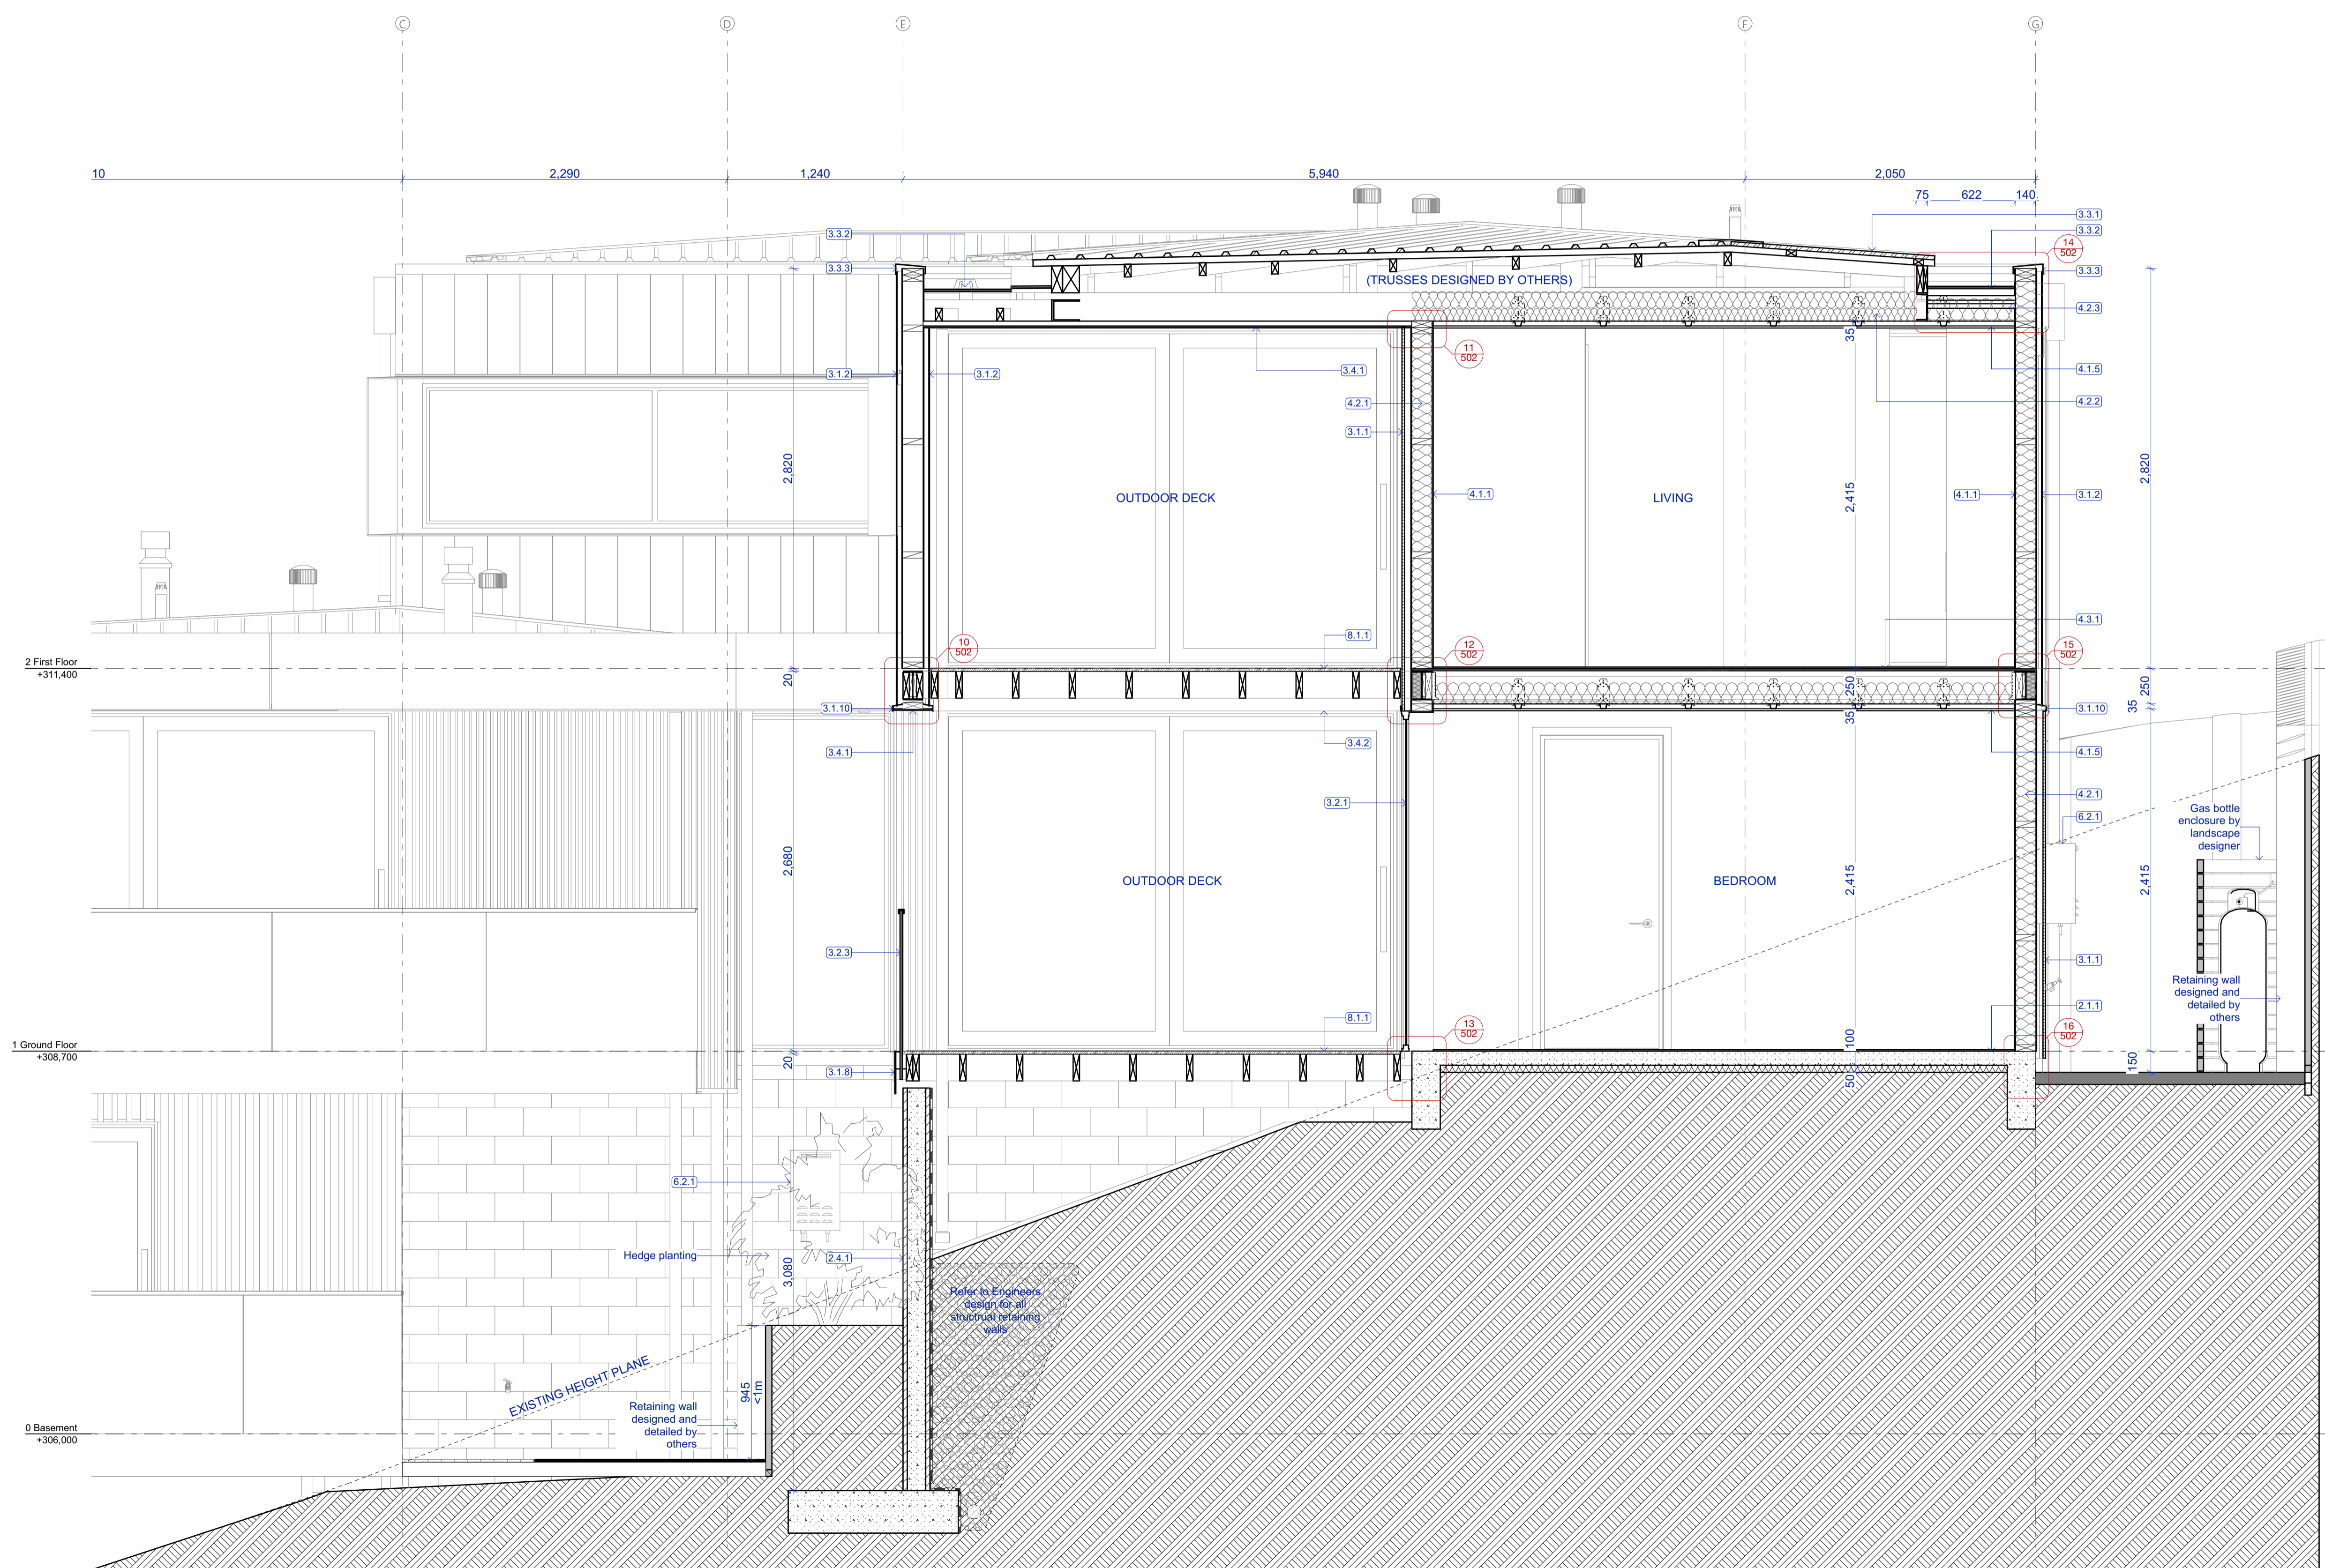 C
D
E
F
G
10
2,290
1,240
5,940
2,050
75
622
140
3.3.1
3.3.2
3.3.2
14
502
3.3.3
3.3.3
(TRUSSES DESIGNED BY OTHERS)
4.2.3
35
11
502
3.1.2
3.1.2
3.4.1
4.1.5
4.2.1
4.2.2
3.1.1
2,820
OUTDOOR DECK
4.1.1
LIVING
2,415
4.1.1
3.1.2
2,820
8.1.1
4.3.1
10
502
12
502
15
502
2 First Floor
+311,400
20
250
250
35
35
3.1.10
3.1.10
3.4.1
3.4.2
4.1.5
3.2.1
4.2.1
6.2.1
Gas bottle
enclosure by
landscape
designer
2,680
OUTDOOR DECK
BEDROOM
2,415
2,415
3.2.3
3.1.1
Retaining wall
designed and
detailed by
others
2.1.1
8.1.1
13
502
16
502
1 Ground Floor
+308,700
20
100
50
150
3.1.8
6.2.1
Hedge planting
2.4.1
3,080
Refer to Engineers
design for all
structrual retaining
walls
EXISTING HEIGHT PLANE
945
<1m
Retaining wall
designed and
detailed by
others
0 Basement
+306,000